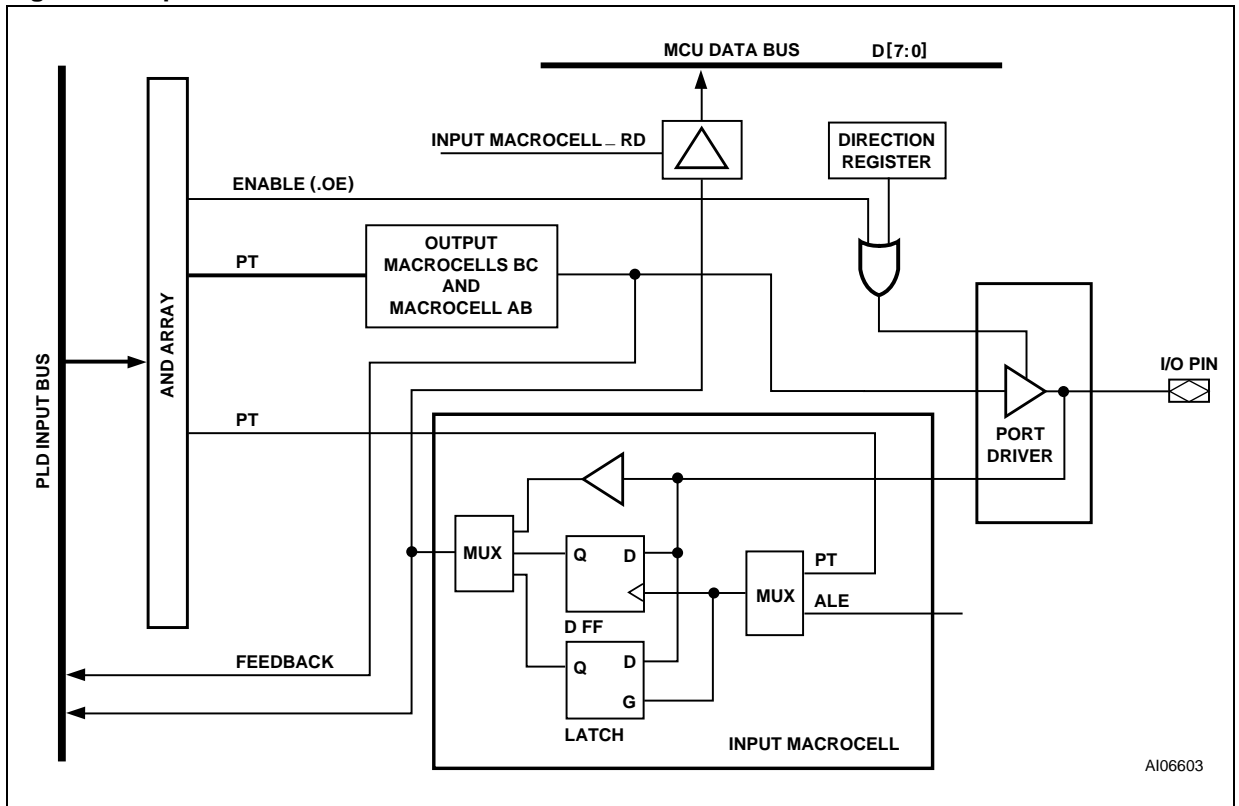 MCU DATA BUS D[7:0]
INPUT MACROCELL_ RD
DIRECTION
REGISTER
ENABLE (.OE)
PT
OUTPUT
MACROCELLS BC
AND
MACROCELL AB
PLD INPUT BUS
AND ARRAY
I/O PIN
PORT
DRIVER
PT
MUX
Q D
D FF
MUX
PT
ALE
Q D
G
LATCH
FEEDBACK
INPUT MACROCELL
AI06603